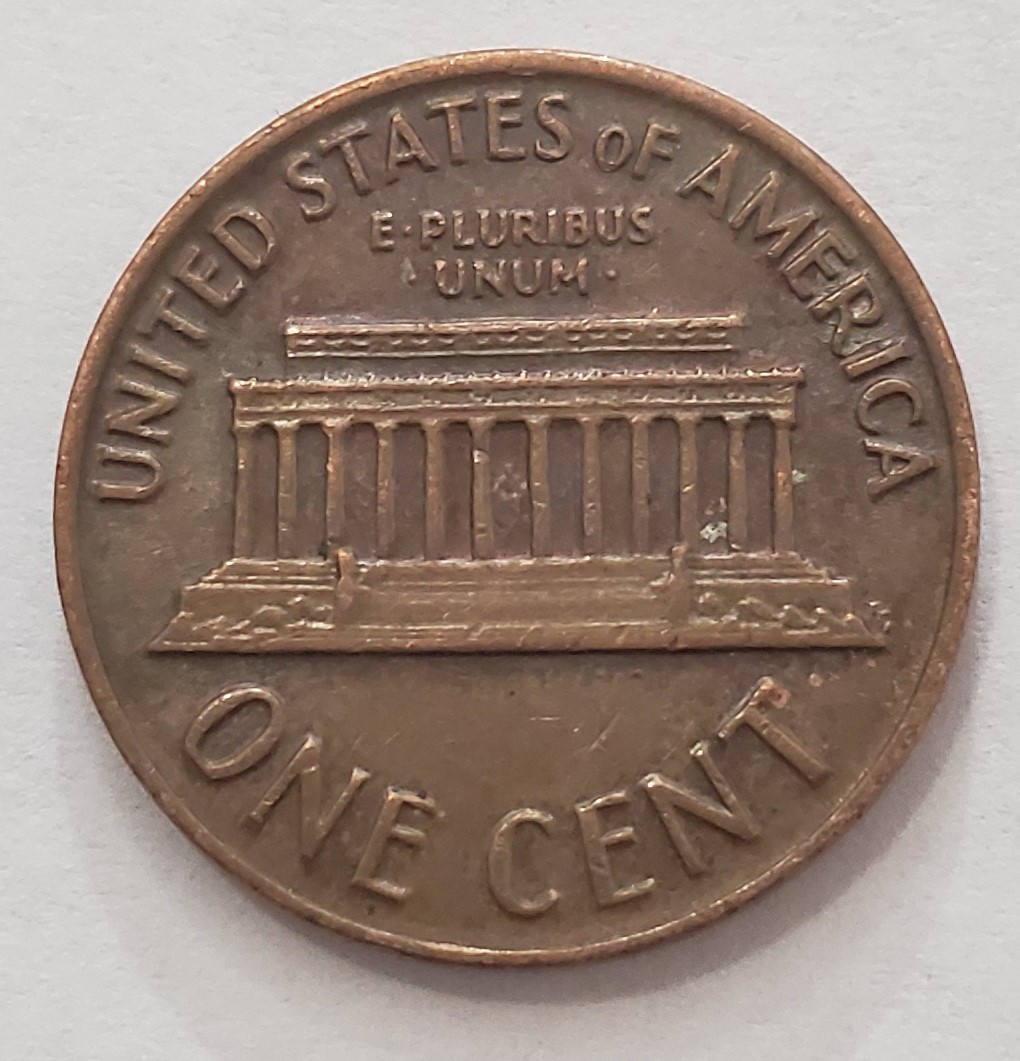 UNITED STATES OF AMERICA
E·PLURIBUS
· UNUM ·
ONE CENT